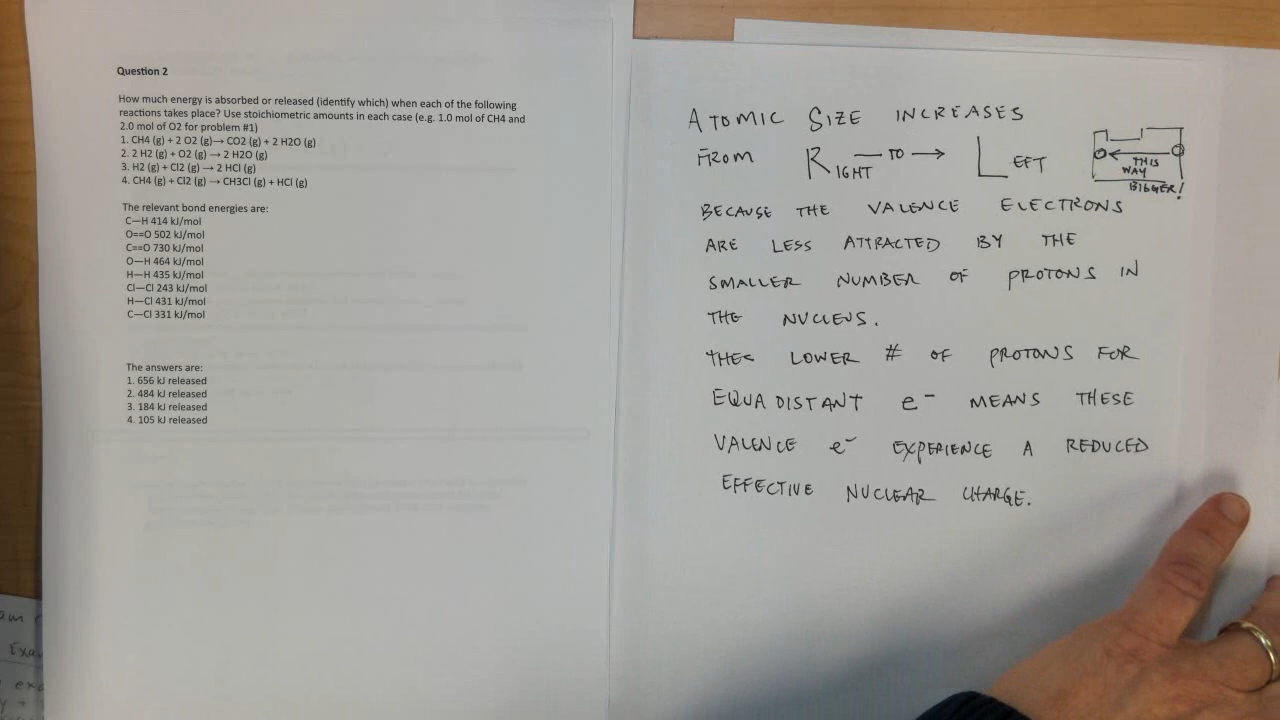 Question 2
How much energy is absorbed or released (identify which) when each of the following
reactions takes place? Use stoichiometric amounts in each case (e.g. 1.0 mol of CH4 and
2.0 mol of O2 for problem #1)
1. CH4 (g) + 2 O2 (g)→ CO2 (g) + 2 H2O (g)
2. 2 H2 (g) + O2 (g) → 2 H2O (g)
3. H2 (g) + Cl2 (g) → 2 HCl (g)
4. CH4 (g) + Cl2 (g) → CH3Cl (g) + HCl (g)
The relevant bond energies are:
C—H 414 kJ/mol
O==O 502 kJ/mol
C==O 730 kJ/mol
O—H 464 kJ/mol
H—H 435 kJ/mol
Cl—Cl 243 kJ/mol
H—Cl 431 kJ/mol
C—Cl 331 kJ/mol
The answers are:
1. 656 kJ released
2. 484 kJ released
3. 184 kJ released
4. 105 kJ released
ATOMIC SIZE INCREASES
FROM RIGHT — TO → LEFT
THIS
WAY
BIGGER!
BECAUSE THE VALENCE ELECTRONS
ARE LESS ATTRACTED BY THE
SMALLER NUMBER OF PROTONS IN
THE NUCLEUS.
THE LOWER # OF PROTONS FOR
EQUADISTANT e⁻ MEANS THESE
VALENCE e⁻ EXPERIENCE A REDUCED
EFFECTIVE NUCLEAR CHARGE.